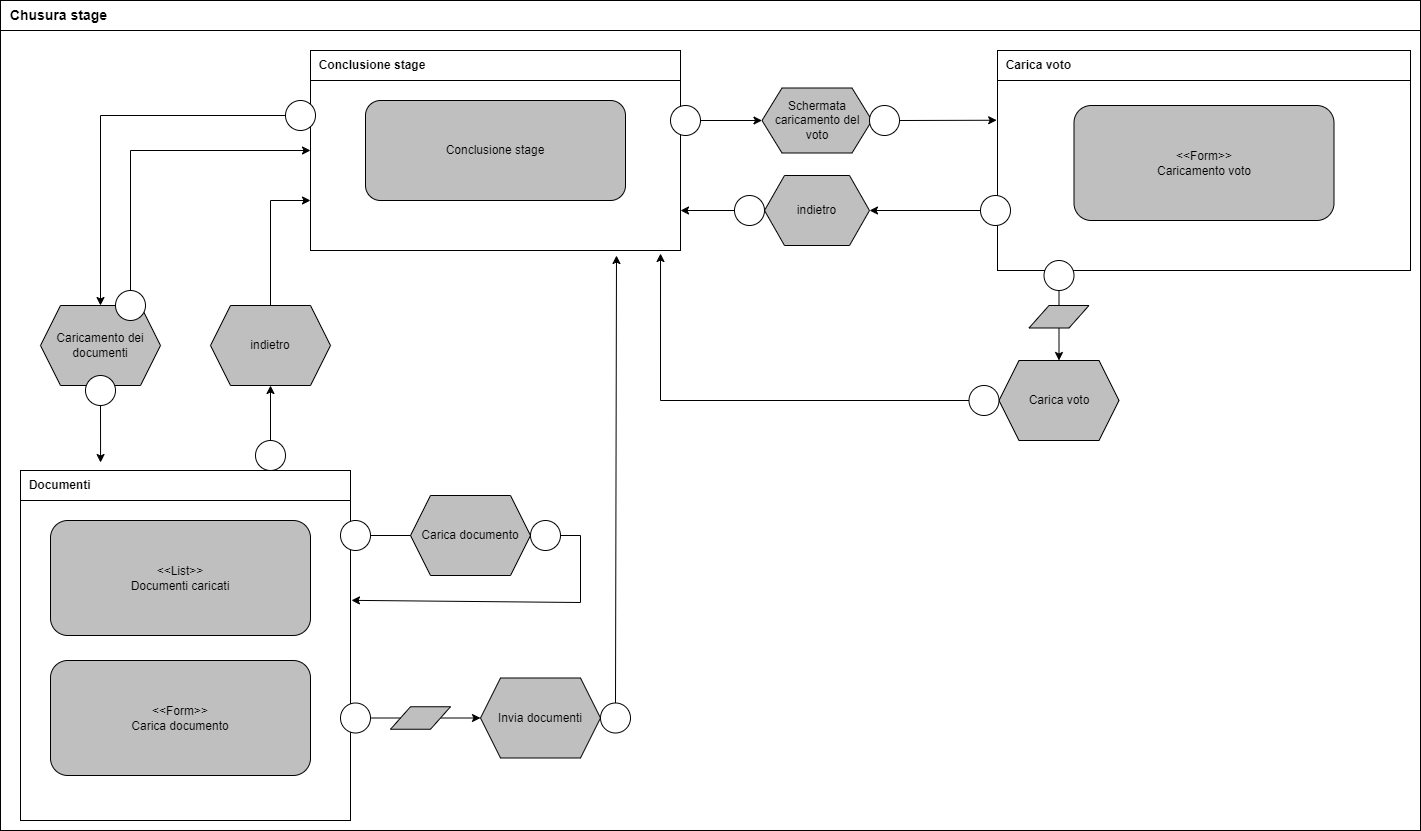 Chusura stage
Conclusione stage
Conclusione stage
Schermata
caricamento del
voto
Carica voto
<<Form>>
Caricamento voto
indietro
Caricamento dei
documenti
indietro
Carica voto
Documenti
<<List>>
Documenti caricati
Carica documento
<<Form>>
Carica documento
Invia documenti